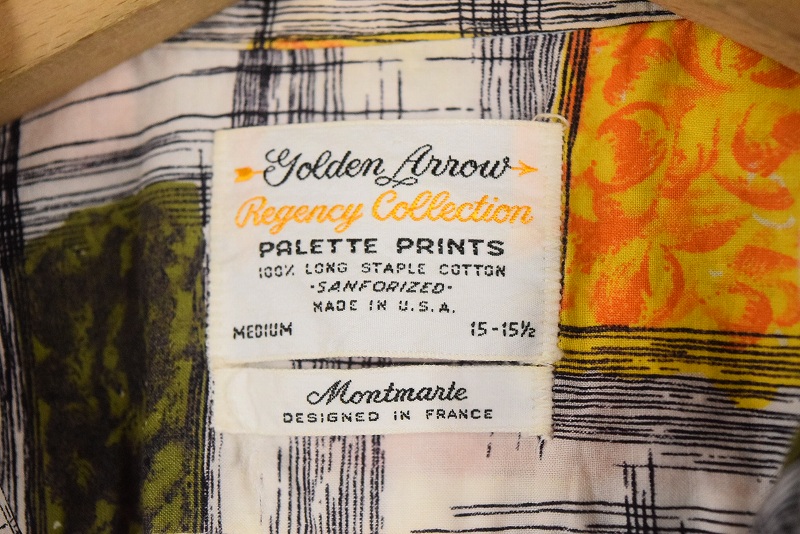 Golden Arrow
Regency Collection
PALETTE PRINTS
100% LONG STAPLE COTTON
-SANFORIZED-
MADE IN U.S.A.
MEDIUM 15-15½
Montmarte
DESIGNED IN FRANCE